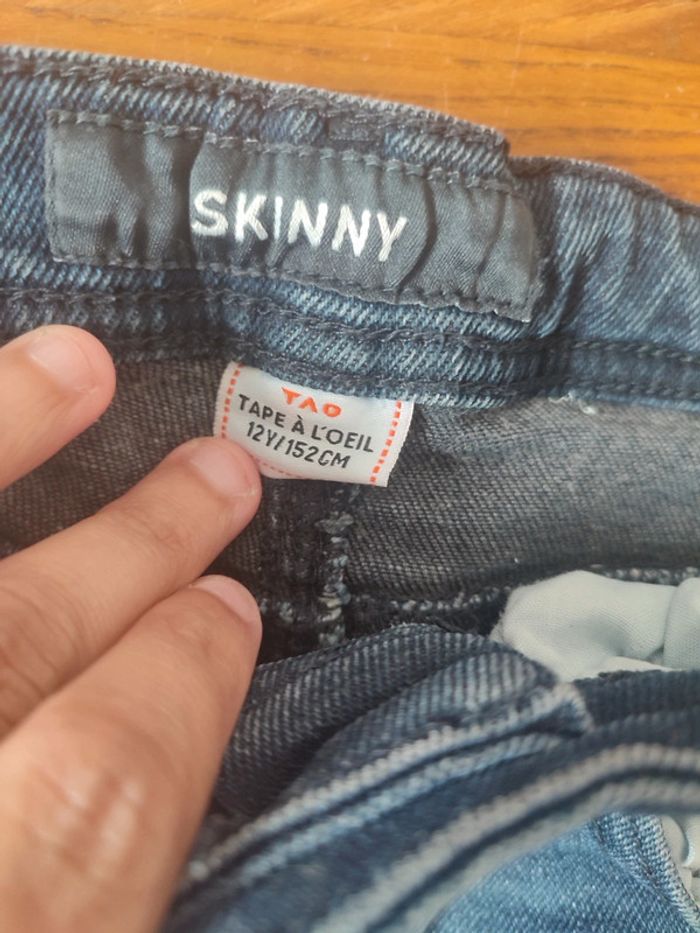 SKINNY
TAO
TAPE À L'OEIL
12Y/152CM